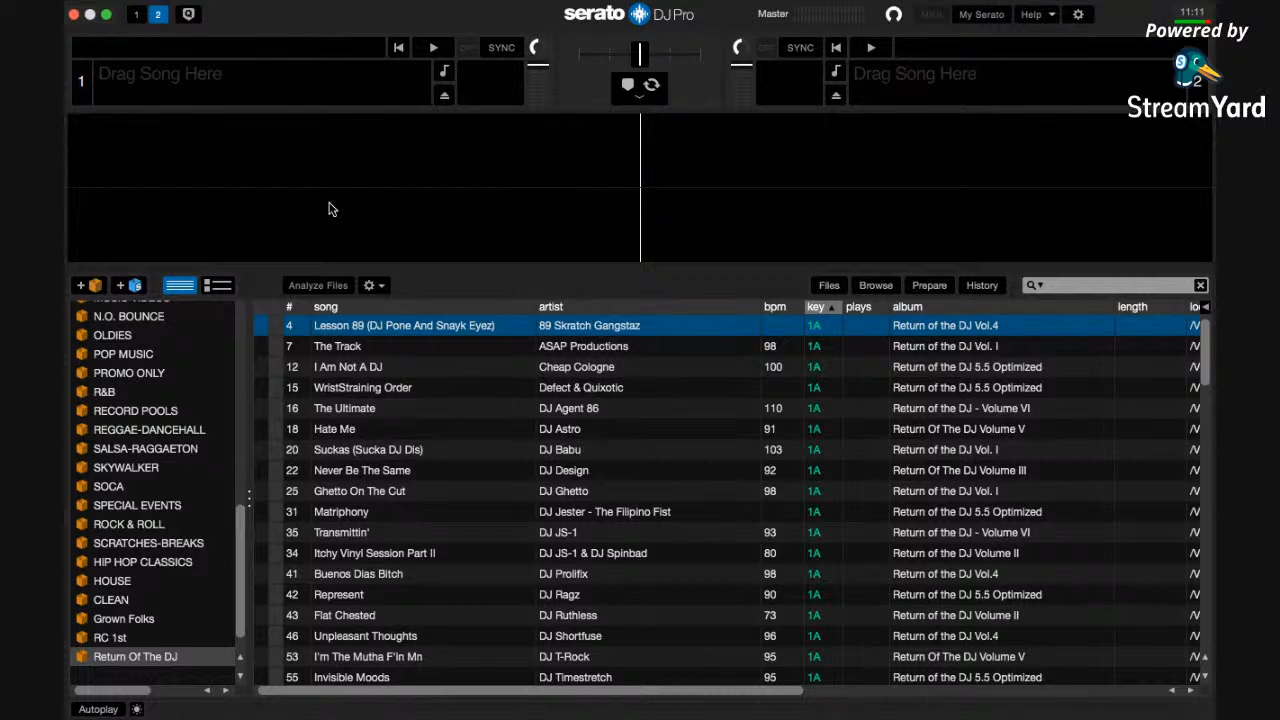 1 2 serato DJ Pro Master MIDI My Serato Help 11:11
Powered by
SYNC SYNC
1 Drag Song Here Drag Song Here 2
StreamYard
+ + Analyze Files Files Browse Prepare History
# song artist bpm key plays album length lo
N.O. BOUNCE
OLDIES
POP MUSIC
PROMO ONLY
R&B
RECORD POOLS
REGGAE-DANCEHALL
SALSA-RAGGAETON
SKYWALKER
SOCA
SPECIAL EVENTS
ROCK & ROLL
SCRATCHES-BREAKS
HIP HOP CLASSICS
HOUSE
CLEAN
Grown Folks
RC 1st
Return Of The DJ
4 Lesson 89 (DJ Pone And Snayk Eyez) 89 Skratch Gangstaz 1A Return of the DJ Vol.4 /V
7 The Track ASAP Productions 98 1A Return of the DJ Vol. I /V
12 I Am Not A DJ Cheap Cologne 100 1A Return of the DJ 5.5 Optimized /V
15 WristStraining Order Defect & Quixotic 1A Return of the DJ 5.5 Optimized /V
16 The Ultimate DJ Agent 86 110 1A Return of the DJ - Volume VI /V
18 Hate Me DJ Astro 91 1A Return Of The DJ Volume V /V
20 Suckas (Sucka DJ Dis) DJ Babu 103 1A Return of the DJ Vol. I /V
22 Never Be The Same DJ Design 92 1A Return Of The DJ Volume III /V
25 Ghetto On The Cut DJ Ghetto 98 1A Return of the DJ Vol. I /V
31 Matriphony DJ Jester - The Filipino Fist 1A Return of the DJ 5.5 Optimized /V
35 Transmittin' DJ JS-1 93 1A Return of the DJ - Volume VI /V
34 Itchy Vinyl Session Part II DJ JS-1 & DJ Spinbad 80 1A Return of the DJ Volume II /V
41 Buenos Dias Bitch DJ Prolifix 98 1A Return of the DJ Vol.4 /V
42 Represent DJ Ragz 90 1A Return of the DJ 5.5 Optimized /V
43 Flat Chested DJ Ruthless 73 1A Return of the DJ Volume II /V
46 Unpleasant Thoughts DJ Shortfuse 96 1A Return of the DJ Vol.4 /V
53 I'm The Mutha F'in Mn DJ T-Rock 95 1A Return Of The DJ Volume V /V
55 Invisible Moods DJ Timestretch 95 1A Return of the DJ 5.5 Optimized /V
Autoplay